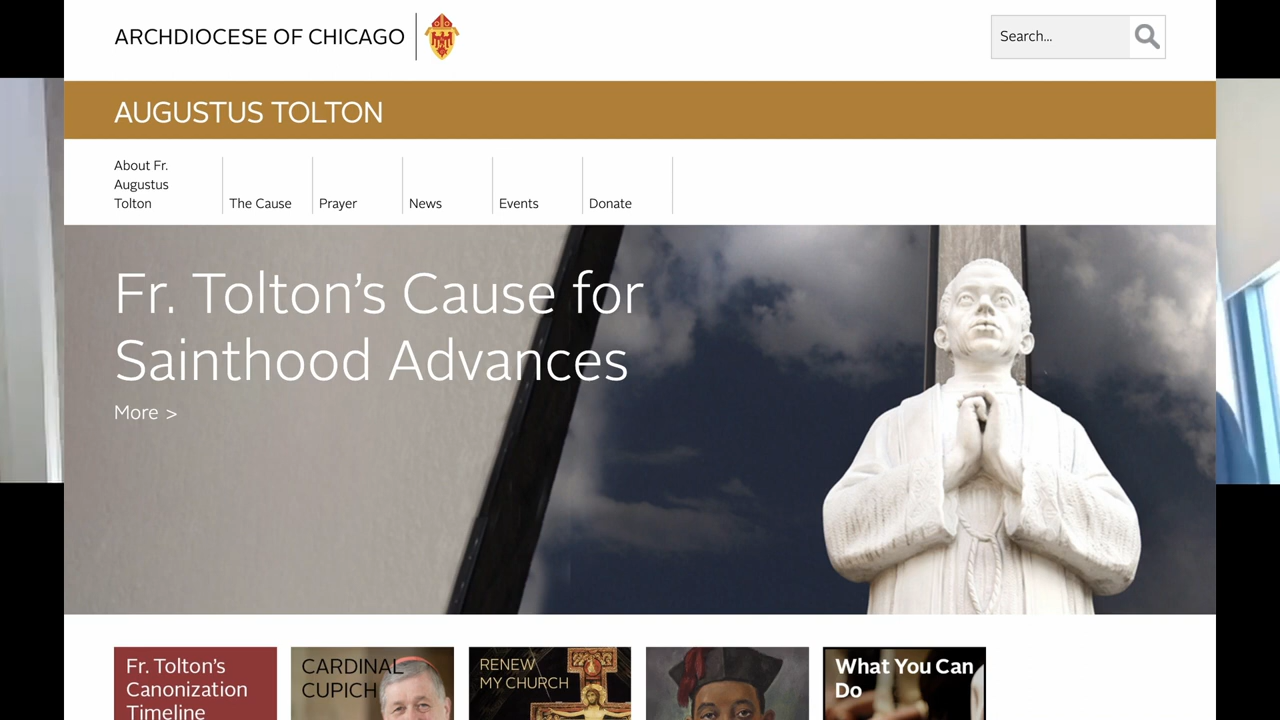 ARCHDIOCESE OF CHICAGO
Search...
AUGUSTUS TOLTON
About Fr.
Augustus
Tolton
The Cause
Prayer
News
Events
Donate
Fr. Tolton’s Cause for
Sainthood Advances
More >
Fr. Tolton’s
Canonization
Timeline
CARDINAL
CUPICH
RENEW
MY CHURCH
What You Can
Do